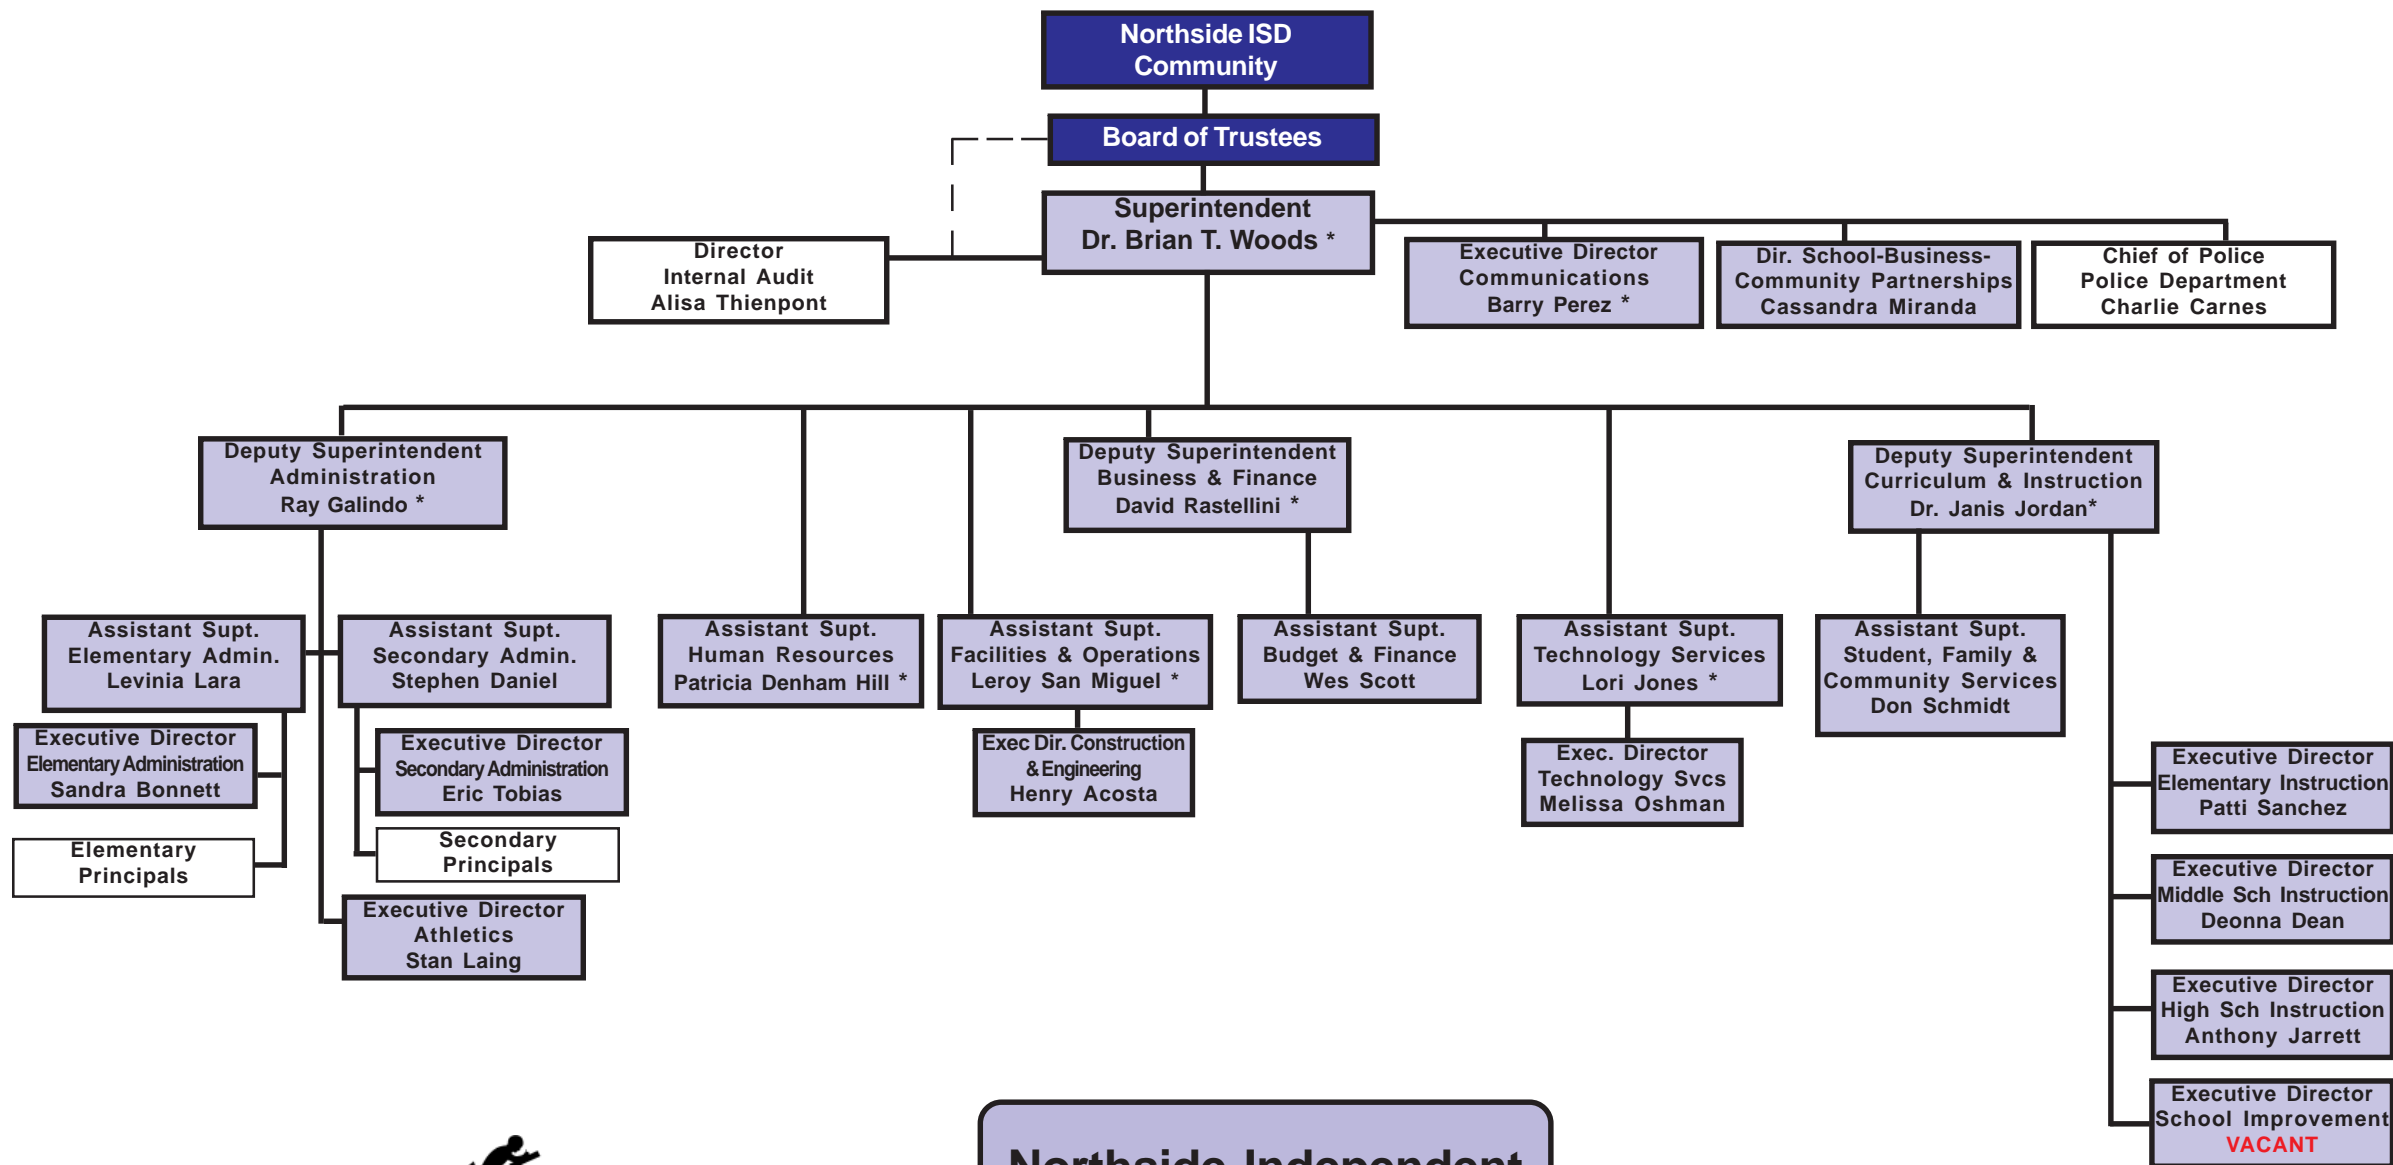 Northside ISD
Community
Board of Trustees
Superintendent
Dr. Brian T. Woods *
Director
Internal Audit
Alisa Thienpont
Executive Director
Communications
Barry Perez *
Dir. School-Business-
Community Partnerships
Cassandra Miranda
Chief of Police
Police Department
Charlie Carnes
Deputy Superintendent
Administration
Ray Galindo *
Deputy Superintendent
Business & Finance
David Rastellini *
Deputy Superintendent
Curriculum & Instruction
Dr. Janis Jordan*
Assistant Supt.
Elementary Admin.
Levinia Lara
Assistant Supt.
Secondary Admin.
Stephen Daniel
Assistant Supt.
Human Resources
Patricia Denham Hill *
Assistant Supt.
Facilities & Operations
Leroy San Miguel *
Assistant Supt.
Budget & Finance
Wes Scott
Assistant Supt.
Technology Services
Lori Jones *
Assistant Supt.
Student, Family &
Community Services
Don Schmidt
Executive Director
Elementary Administration
Sandra Bonnett
Executive Director
Secondary Administration
Eric Tobias
Exec Dir. Construction
& Engineering
Henry Acosta
Exec. Director
Technology Svcs
Melissa Oshman
Executive Director
Elementary Instruction
Patti Sanchez
Elementary
Principals
Secondary
Principals
Executive Director
Middle Sch Instruction
Deonna Dean
Executive Director
Athletics
Stan Laing
Executive Director
High Sch Instruction
Anthony Jarrett
Executive Director
School Improvement
VACANT
Northside Independent